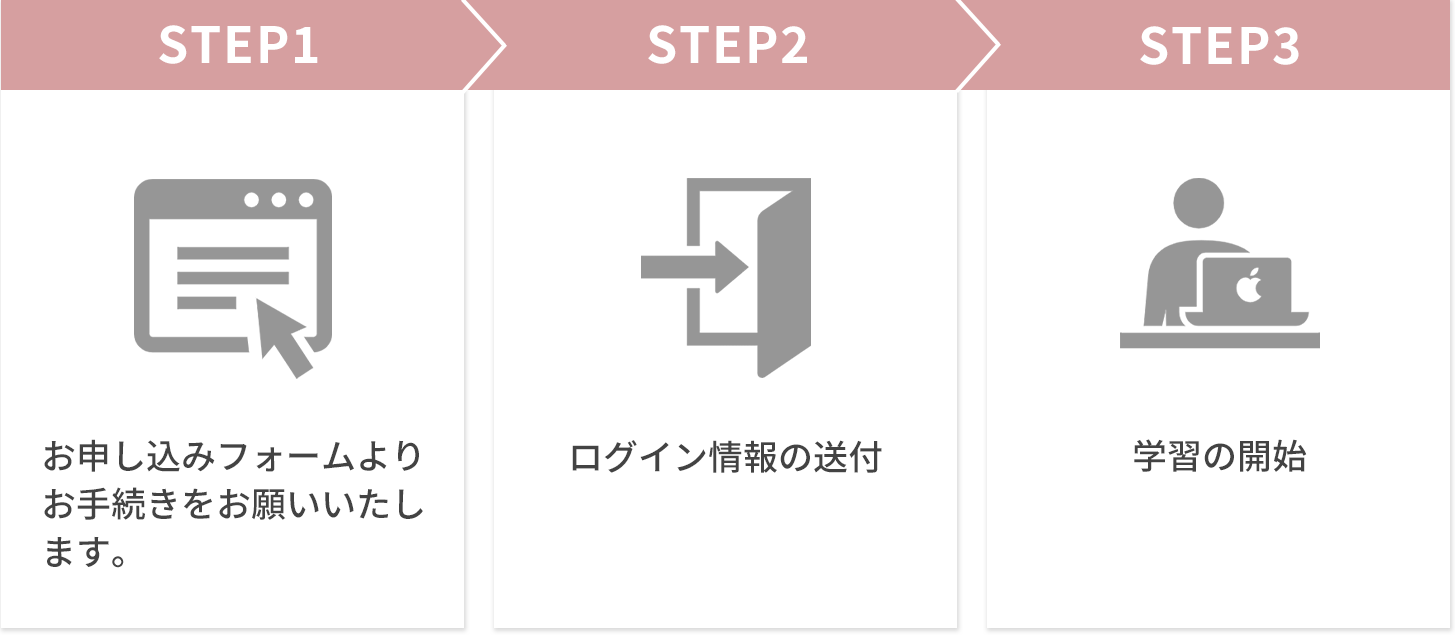 STEP1
STEP2
STEP3
お申し込みフォームより
お手続きをお願いいたし
ます。
ログイン情報の送付
学習の開始